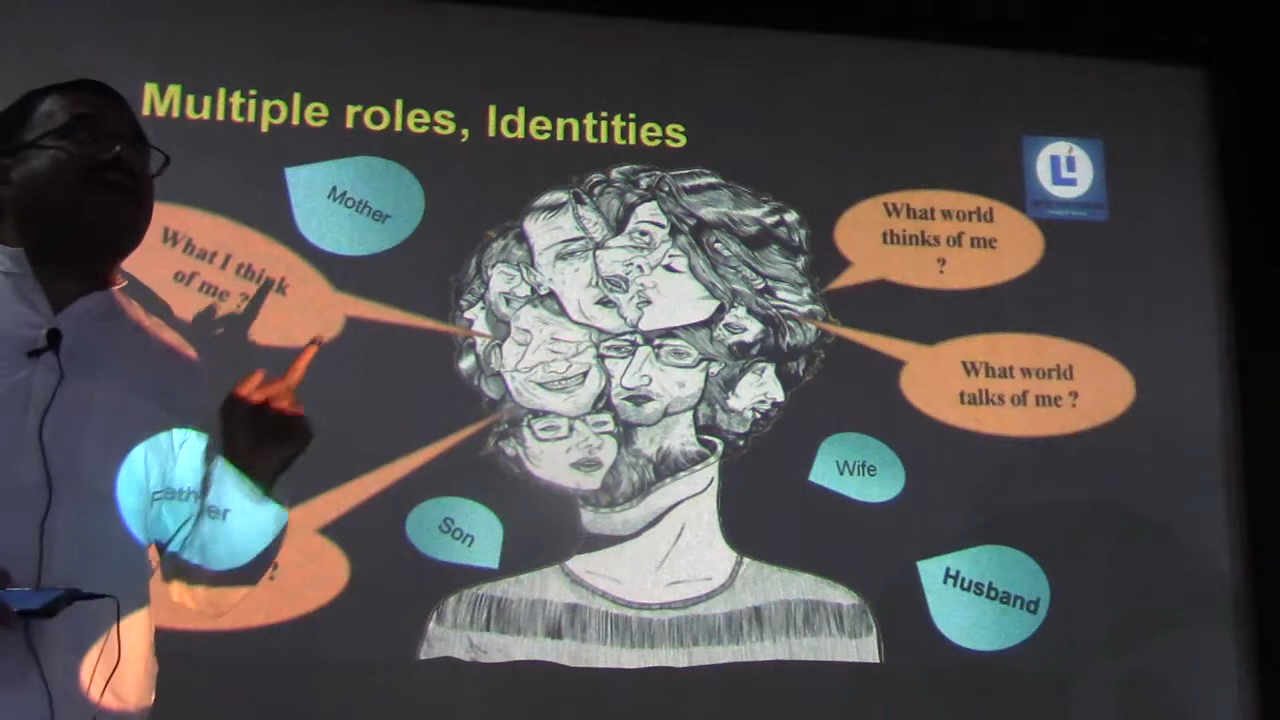 Multiple roles, Identities
Mother
What I think
of me ?
What world
thinks of me
?
What world
talks of me ?
Father
Wife
Son
?
Husband